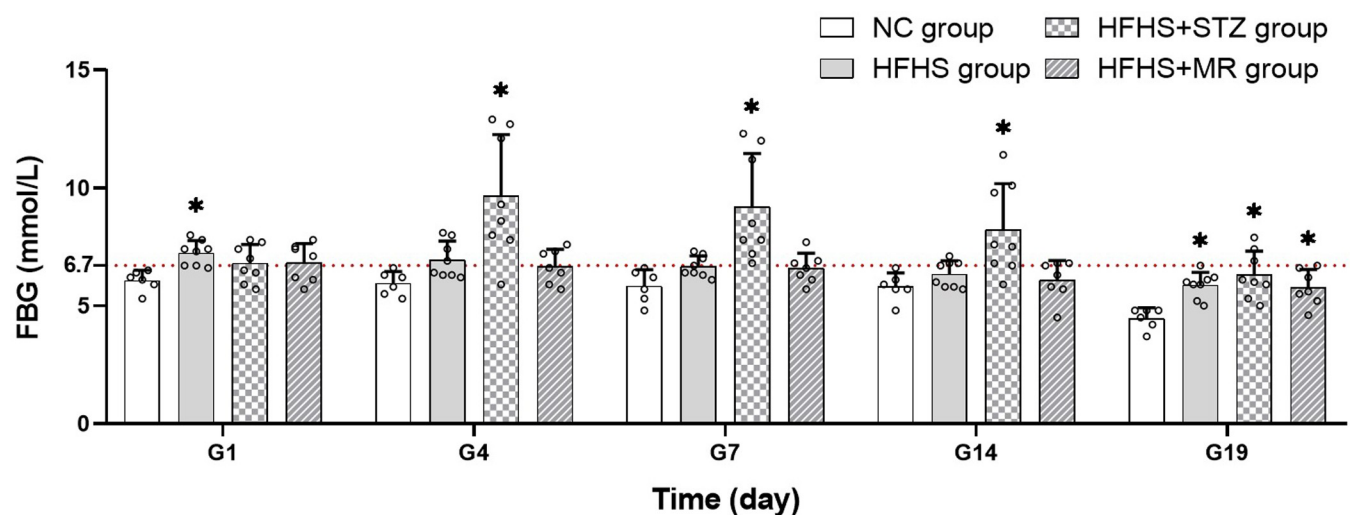 NC group
HFHS+STZ group
HFHS group
HFHS+MR group
FBG (mmol/L)
15
*
*
*
10
*
*
*
*
6.7
5
0
G1
G4
G7
G14
G19
Time (day)